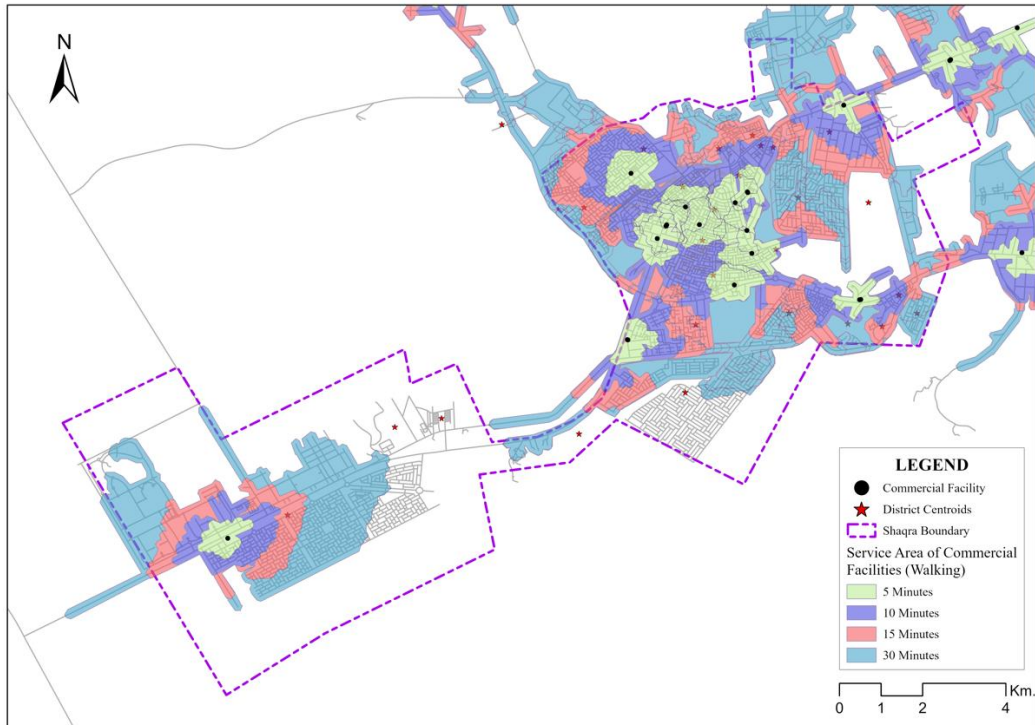 N
LEGEND
Commercial Facility
District Centroids
Shaqra Boundary
Service Area of Commercial
Facilities (Walking)
5 Minutes
10 Minutes
15 Minutes
30 Minutes
Km.
0 1 2 4